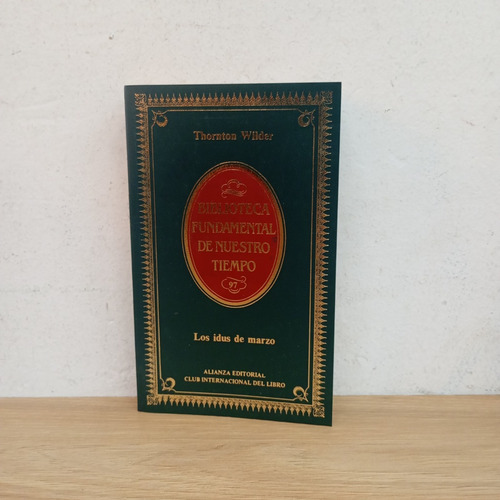 Thornton Wilder
BIBLIOTECA
FUNDAMENTAL
DE NUESTRO
TIEMPO
97
Los idus de marzo
ALIANZA EDITORIAL
CLUB INTERNACIONAL DEL LIBRO